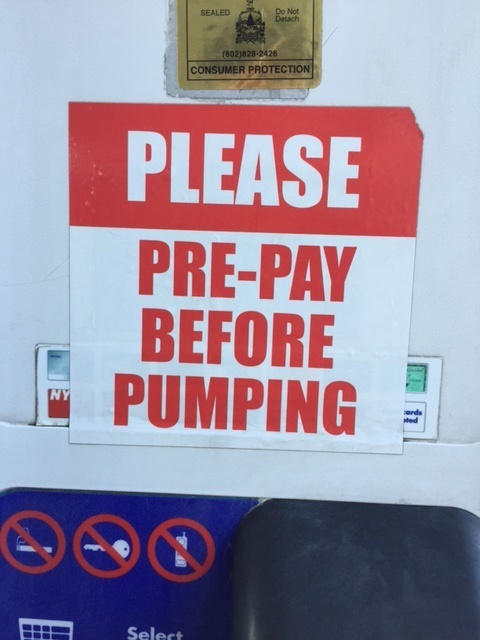 SEALED Do Not
Detach
(802)828-2426
CONSUMER PROTECTION
PLEASE
PRE-PAY
BEFORE
PUMPING
NY
Select